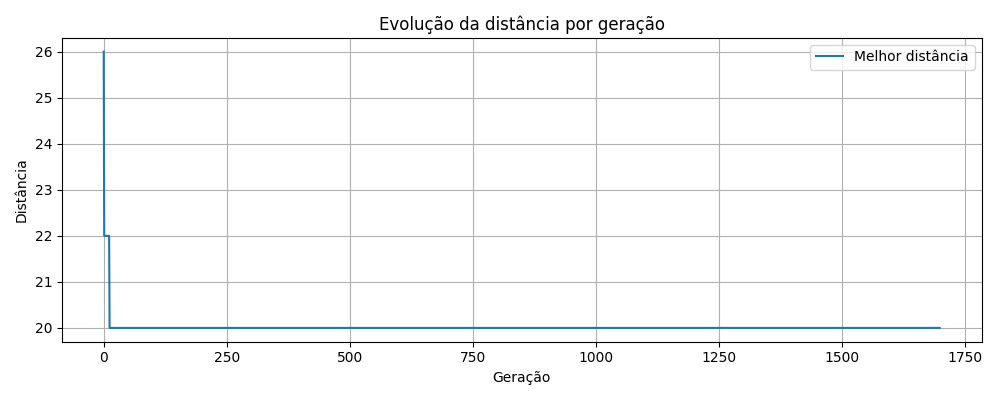 Evolução da distância por geração
Melhor distância
Distância
26
25
24
23
22
21
20
0 250 500 750 1000 1250 1500 1750
Geração